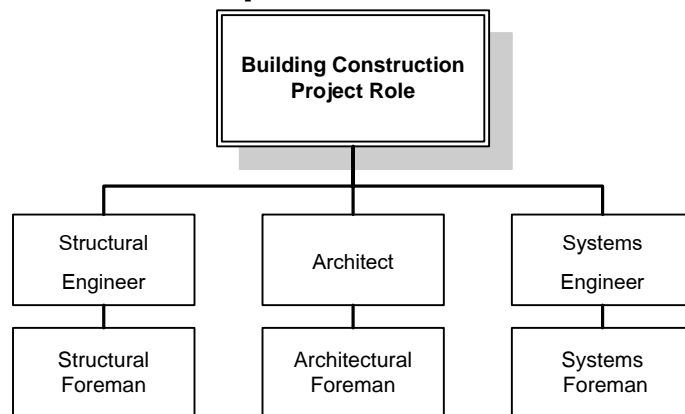 Building Construction
Project Role
Structural
Engineer
Architect
Systems
Engineer
Structural
Foreman
Architectural
Foreman
Systems
Foreman